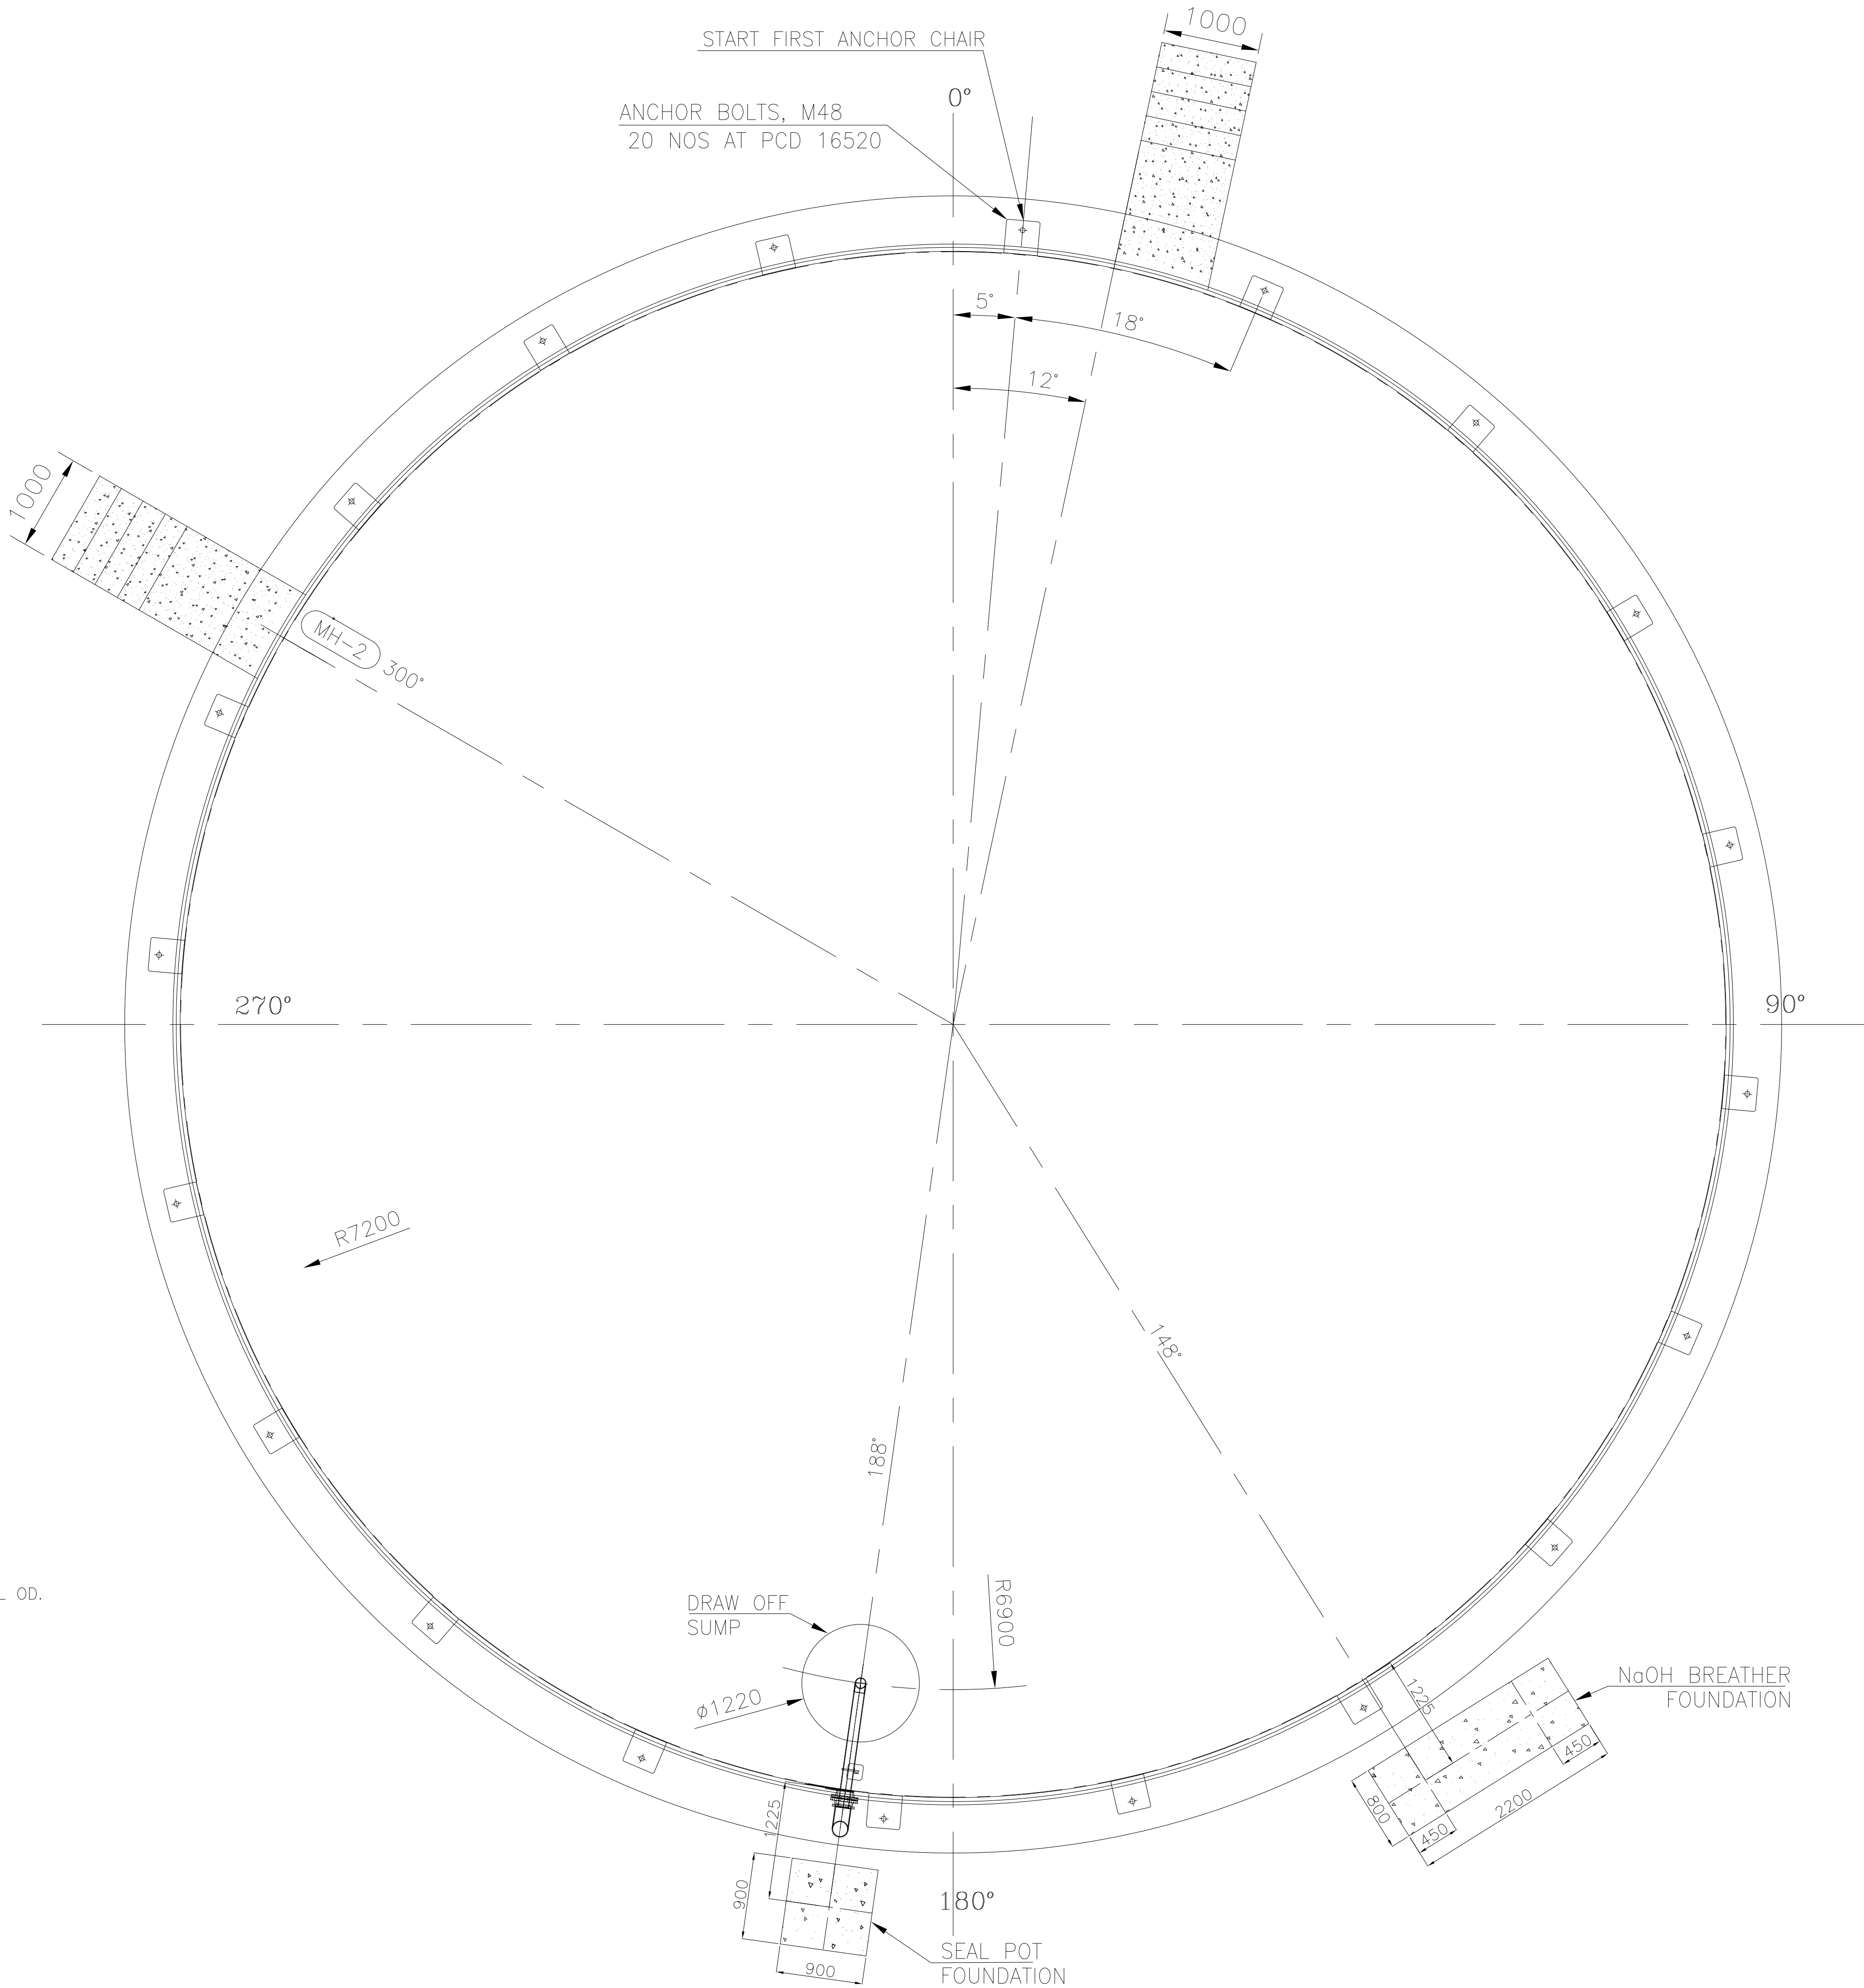 1000
START FIRST ANCHOR CHAIR
0°
ANCHOR BOLTS, M48
20 NOS AT PCD 16520
5°
18°
12°
1000
MH-2
300°
270°
90°
R7200
148°
188°
OD.
DRAW OFF
SUMP
R6900
ø1220
NaOH BREATHER
FOUNDATION
1225
450
800
2200
450
1225
900
180°
SEAL POT
FOUNDATION
900